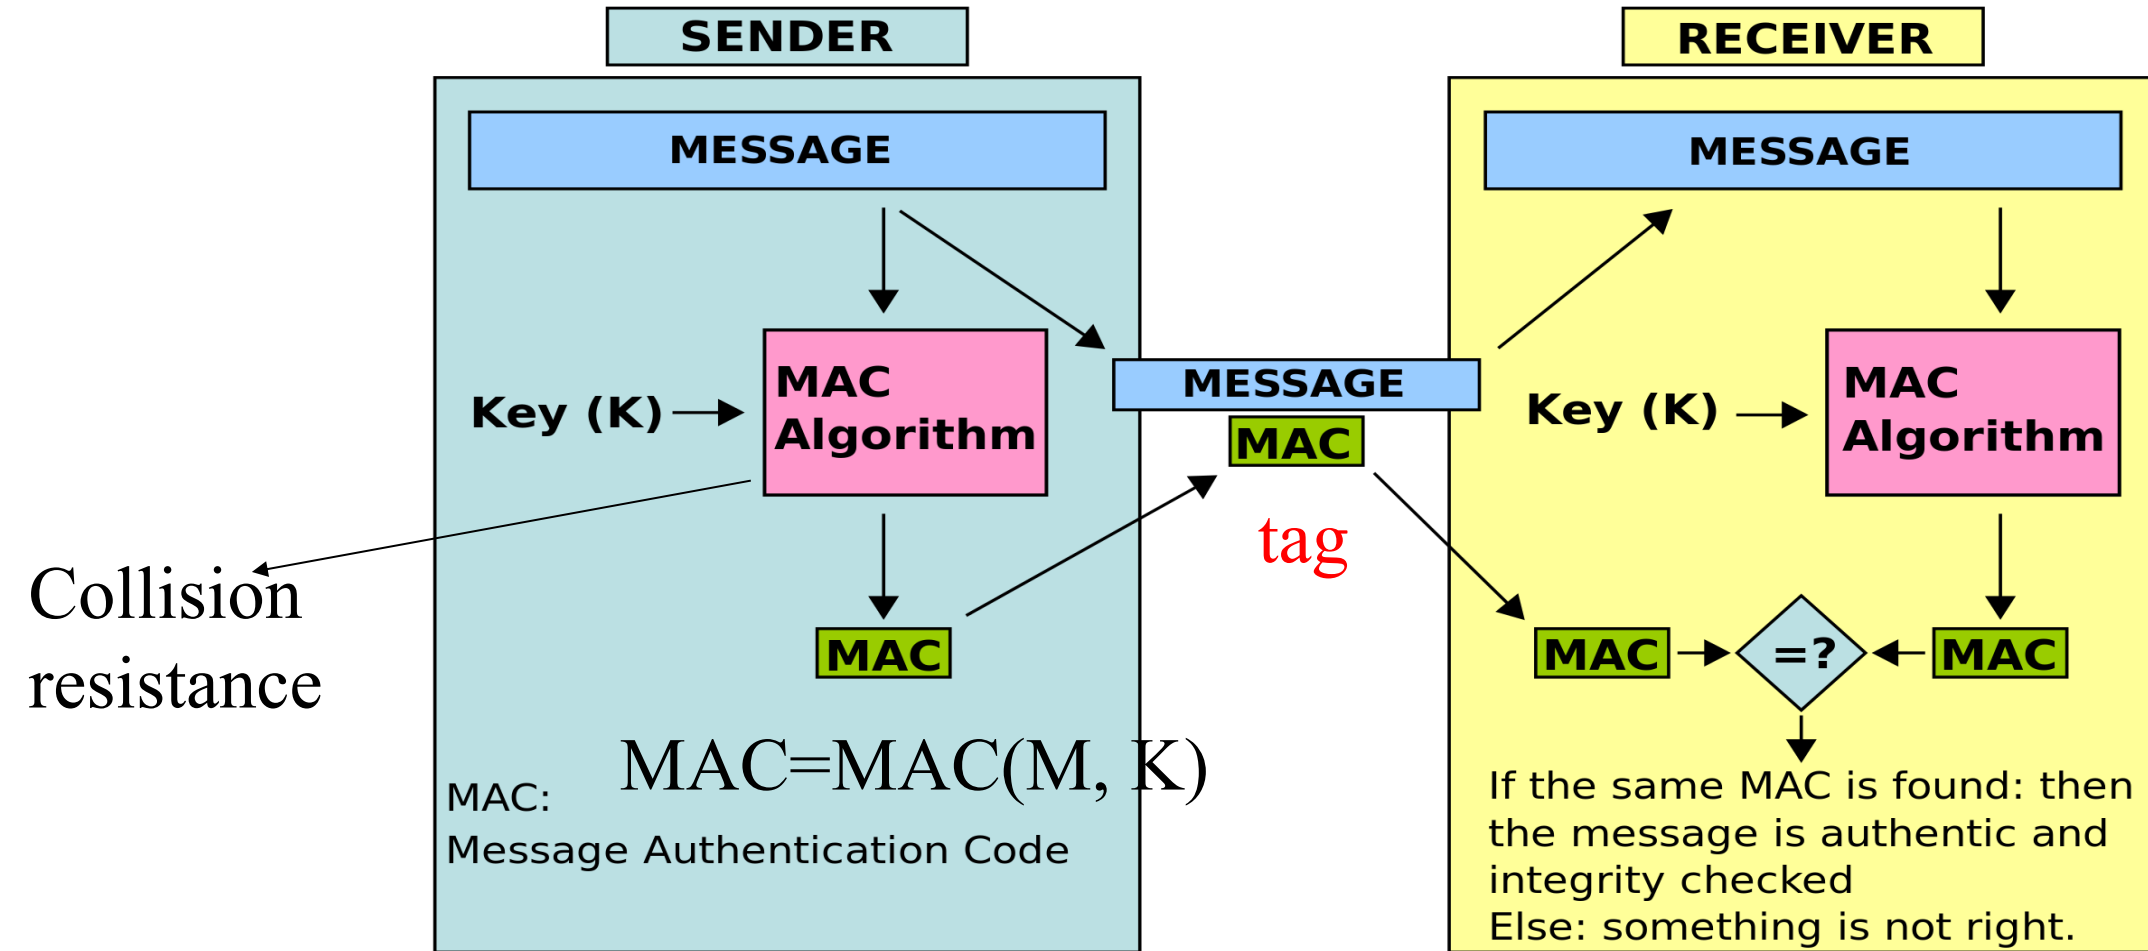 SENDER
MESSAGE
Key (K)
MAC
Algorithm
MAC
MAC=MAC(M, K)
MAC:
Message Authentication Code
Collision
resistance
MESSAGE
MAC
tag
RECEIVER
MESSAGE
Key (K)
MAC
Algorithm
MAC
=?
MAC
If the same MAC is found: then
the message is authentic and
integrity checked
Else: something is not right.